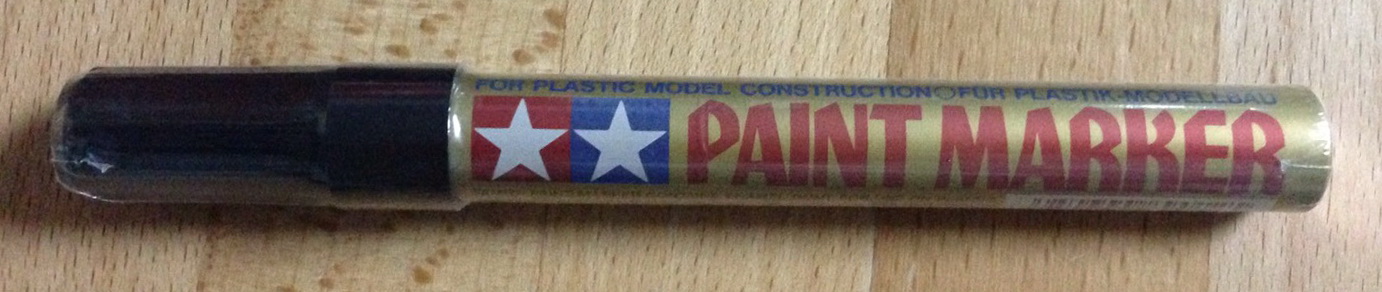 FOR PLASTIC MODEL CONSTRUCTION○FÜR PLASTIK-MODELLBAU
PAINT MARKER